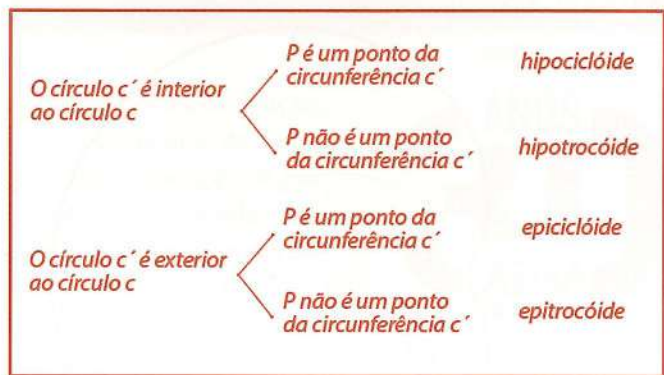 O círculo c´ é interior
ao círculo c
P é um ponto da
circunferência c´
hipociclóide
P não é um ponto
da circunferência c´
hipotrocóide
O círculo c´ é exterior
ao círculo c
P é um ponto da
circunferência c´
epiciclóide
P não é um ponto
da circunferência c´
epitrocóide